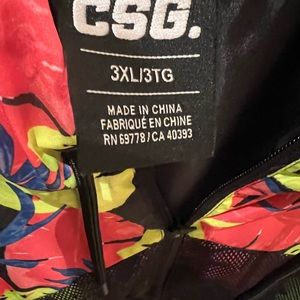 CSG.
3XL/3TG
MADE IN CHINA
FABRIQUÉ EN CHINE
RN 69778/CA 40393